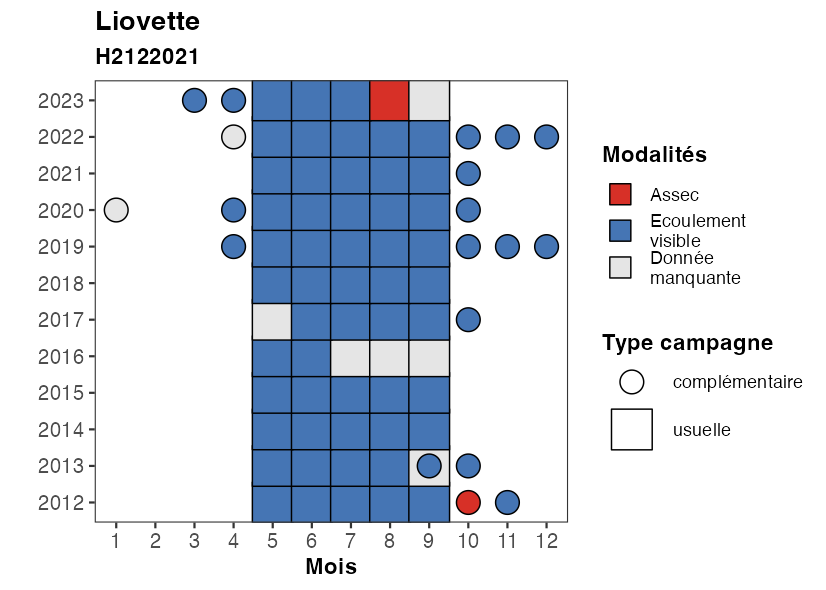 Liovette
H2122021
2023
2022
2021
2020
2019
2018
2017
2016
2015
2014
2013
2012
1 2 3 4 5 6 7 8 9 10 11 12
Mois
Modalités
Assec
Ecoulement
visible
Donnée
manquante
Type campagne
complémentaire
usuelle